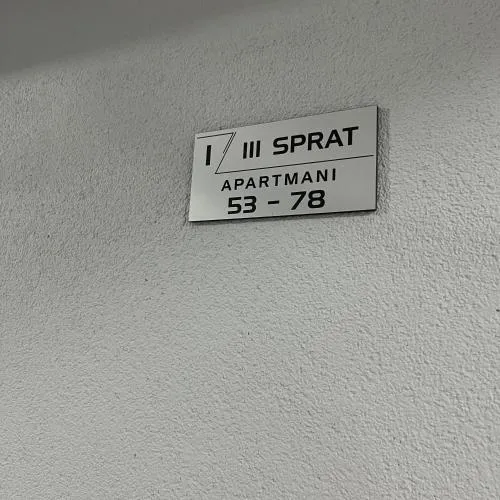 I III SPRAT
APARTMANI
53 - 78